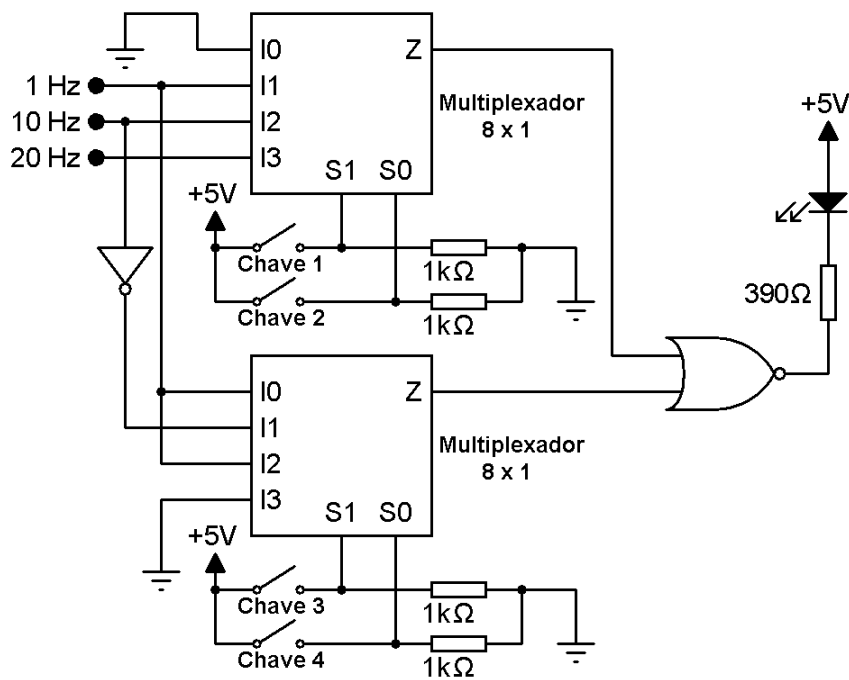 I0
Z
1 Hz
I1
Multiplexador
8 x 1
10 Hz
I2
20 Hz
I3
S1 S0
+5V
+5V
Chave 1
1kΩ
Chave 2
1kΩ
390Ω
I0
Z
I1
Multiplexador
8 x 1
I2
I3
S1 S0
+5V
Chave 3
1kΩ
Chave 4
1kΩ